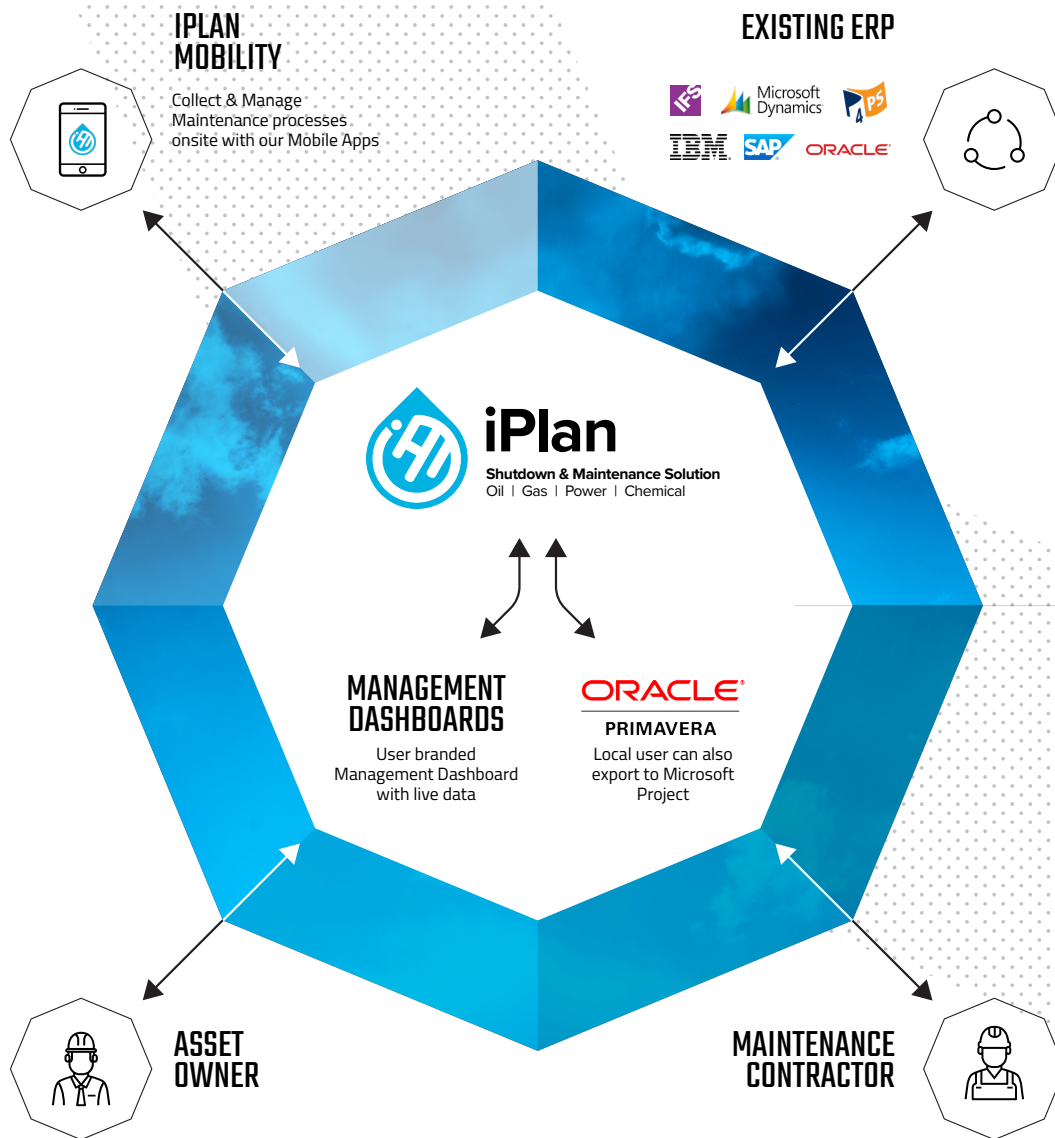 IPLAN
MOBILITY
Collect & Manage
Maintenance processes
onsite with our Mobile Apps
EXISTING ERP
IFS
Microsoft
Dynamics
4PS
IBM.
SAP
ORACLE
iPlan
Shutdown & Maintenance Solution
Oil | Gas | Power | Chemical
MANAGEMENT
DASHBOARDS
User branded
Management Dashboard
with live data
ORACLE®
PRIMAVERA
Local user can also
export to Microsoft
Project
ASSET
OWNER
MAINTENANCE
CONTRACTOR